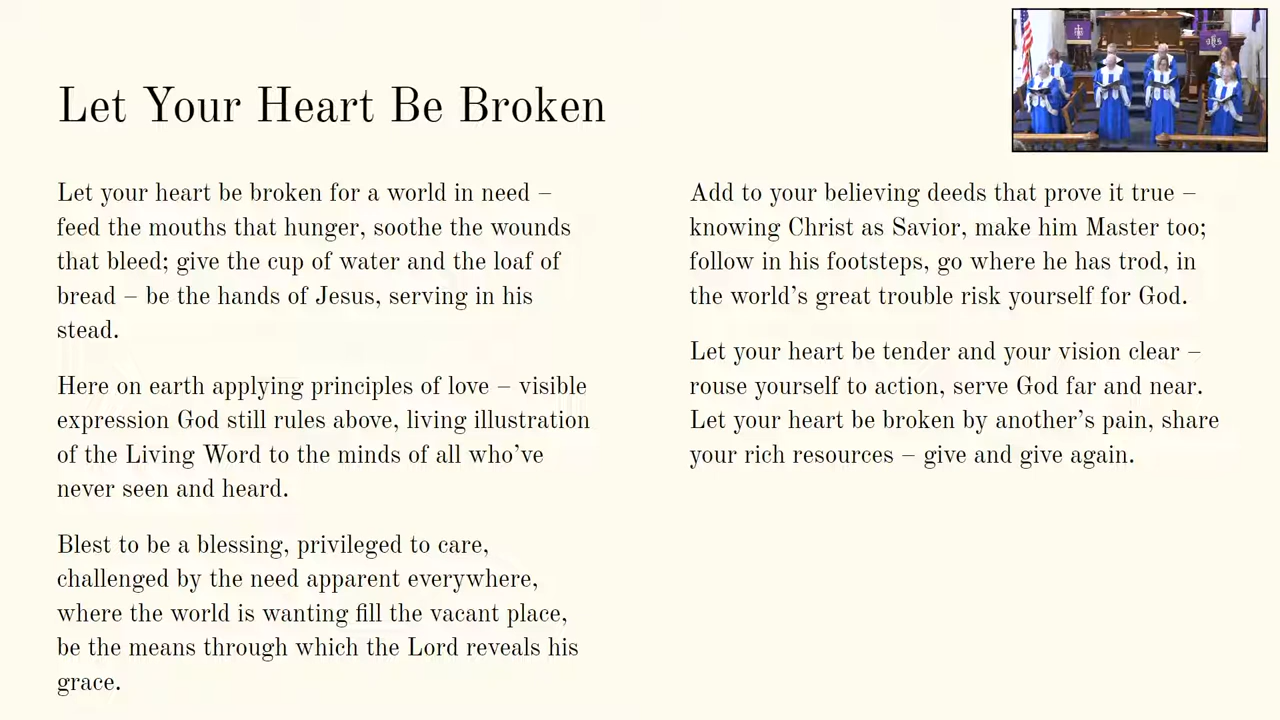 Let Your Heart Be Broken
Let your heart be broken for a world in need –
feed the mouths that hunger, soothe the wounds
that bleed; give the cup of water and the loaf of
bread – be the hands of Jesus, serving in his
stead.
Here on earth applying principles of love – visible
expression God still rules above, living illustration
of the Living Word to the minds of all who’ve
never seen and heard.
Blest to be a blessing, privileged to care,
challenged by the need apparent everywhere,
where the world is wanting fill the vacant place,
be the means through which the Lord reveals his
grace.
Add to your believing deeds that prove it true –
knowing Christ as Savior, make him Master too;
follow in his footsteps, go where he has trod, in
the world’s great trouble risk yourself for God.
Let your heart be tender and your vision clear –
rouse yourself to action, serve God far and near.
Let your heart be broken by another’s pain, share
your rich resources – give and give again.